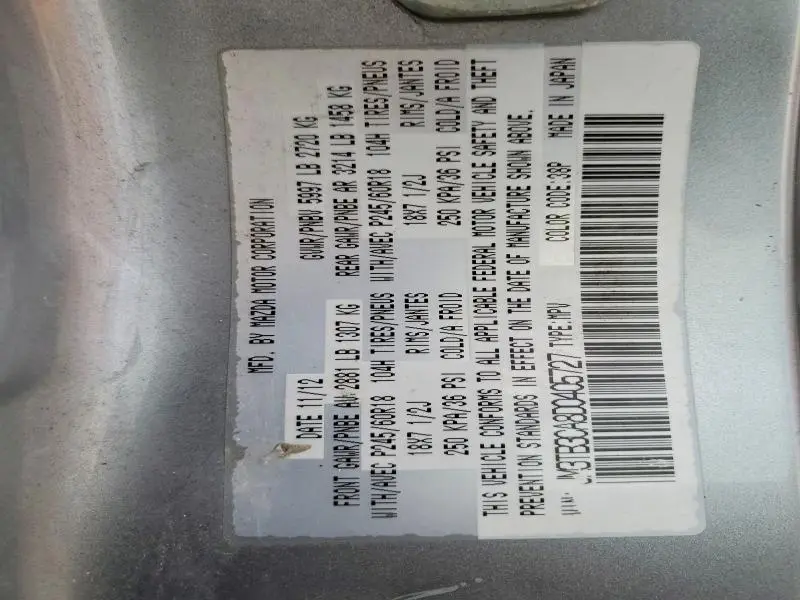 MFD. BY MAZDA MOTOR CORPORATION
DATE 11/12 GVWR/PNBV 5997 LB 2720 KG
FRONT GAWR/PNBE AV 2881 LB 1307 KG REAR GAWR/PNBE AR 3214 LB 1458 KG
WITH/AVEC P245/60R18 104H TIRES/PNEUS WITH/AVEC P245/60R18 104H TIRES/PNEUS
18X7 1/2J RIMS/JANTES 18X7 1/2J RIMS/JANTES
250 KPA/36 PSI COLD/A FROID 250 KPA/36 PSI COLD/A FROID
THIS VEHICLE CONFORMS TO ALL APPLICABLE FEDERAL MOTOR VEHICLE SAFETY AND THEFT
PREVENTION STANDARDS IN EFFECT ON THE DATE OF MANUFACTURE SHOWN ABOVE.
COLOR CODE:38P MADE IN JAPAN
VIN: JM3TB3DA8D0405727 TYPE:MPV